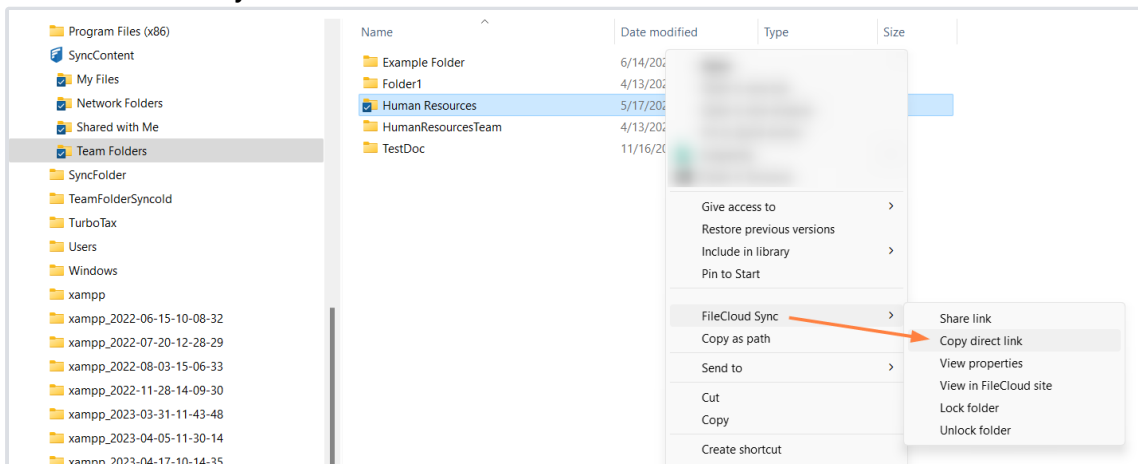 Program Files (x86)
SyncContent
My Files
Network Folders
Shared with Me
Team Folders
SyncFolder
TeamFolderSyncold
TurboTax
Users
Windows
xampp
xampp_2022-06-15-10-08-32
xampp_2022-07-20-12-28-29
xampp_2022-08-03-15-06-33
xampp_2022-11-28-14-09-30
xampp_2023-03-31-11-43-48
xampp_2023-04-05-11-30-14
xampp_2023-04-17-10-14-35
Name Date modified Type Size
Example Folder 6/14/202
Folder1 4/13/202
Human Resources 5/17/202
HumanResourcesTeam 4/13/202
TestDoc 11/16/20
Give access to
Restore previous versions
Include in library
Pin to Start
FileCloud Sync
Copy as path
Send to
Cut
Copy
Create shortcut
Share link
Copy direct link
View properties
View in FileCloud site
Lock folder
Unlock folder